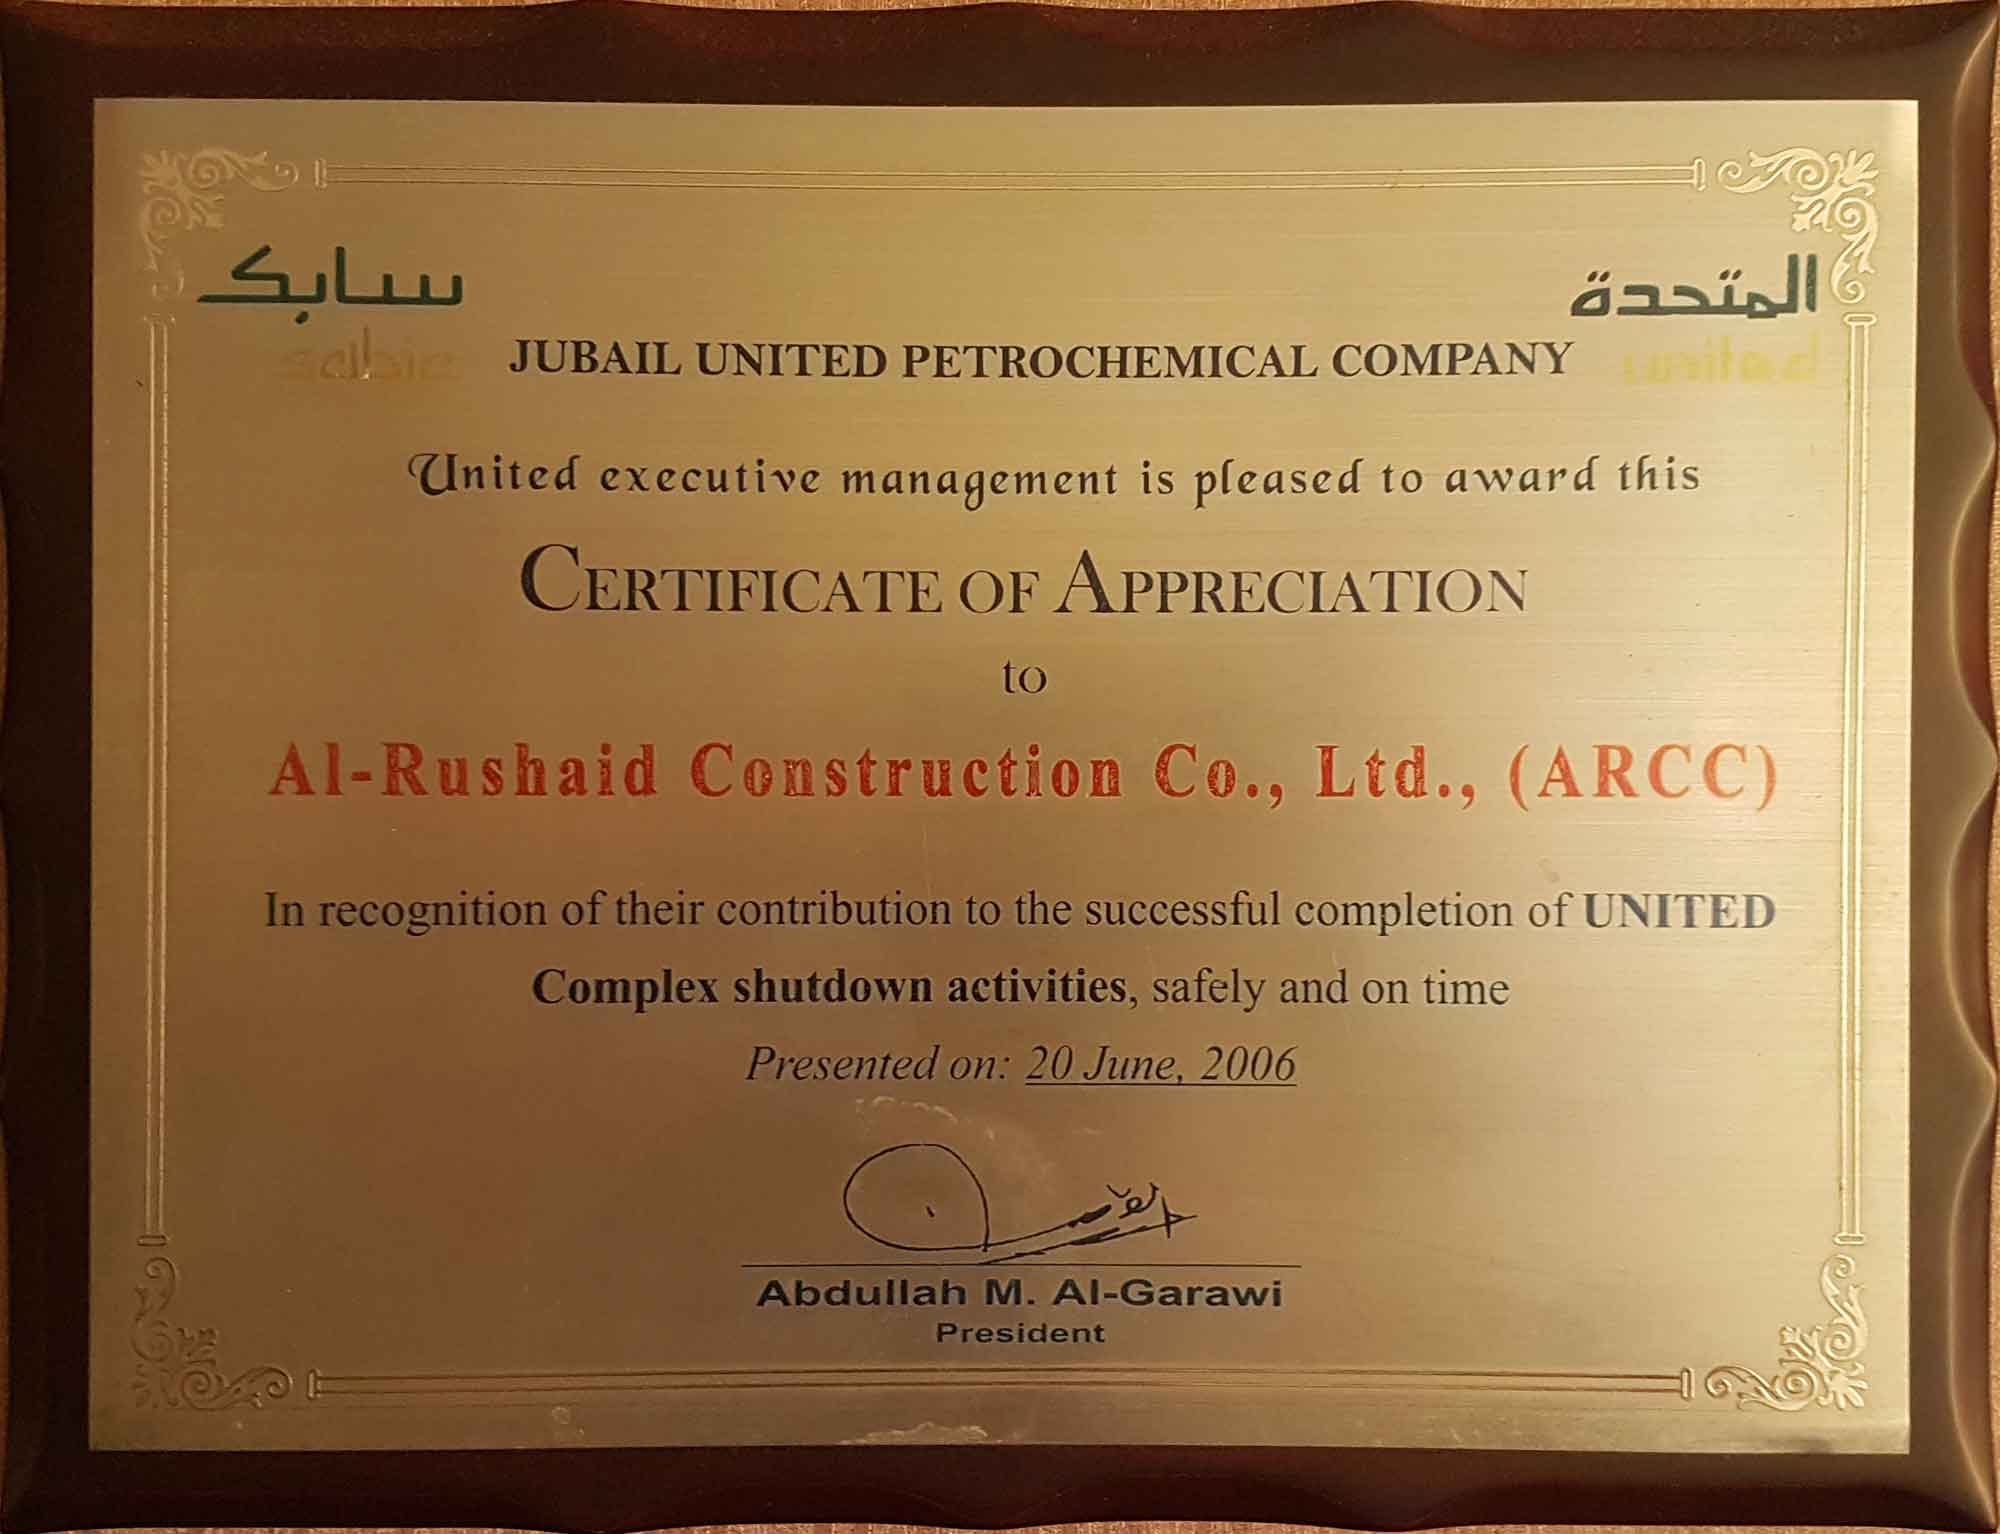 سابك
المتحدة
sabic
united
JUBAIL UNITED PETROCHEMICAL COMPANY
United executive management is pleased to award this
CERTIFICATE OF APPRECIATION
to
Al-Rushaid Construction Co., Ltd., (ARCC)
In recognition of their contribution to the successful completion of UNITED
Complex shutdown activities, safely and on time
Presented on: 20 June, 2006
Abdullah M. Al-Garawi
President